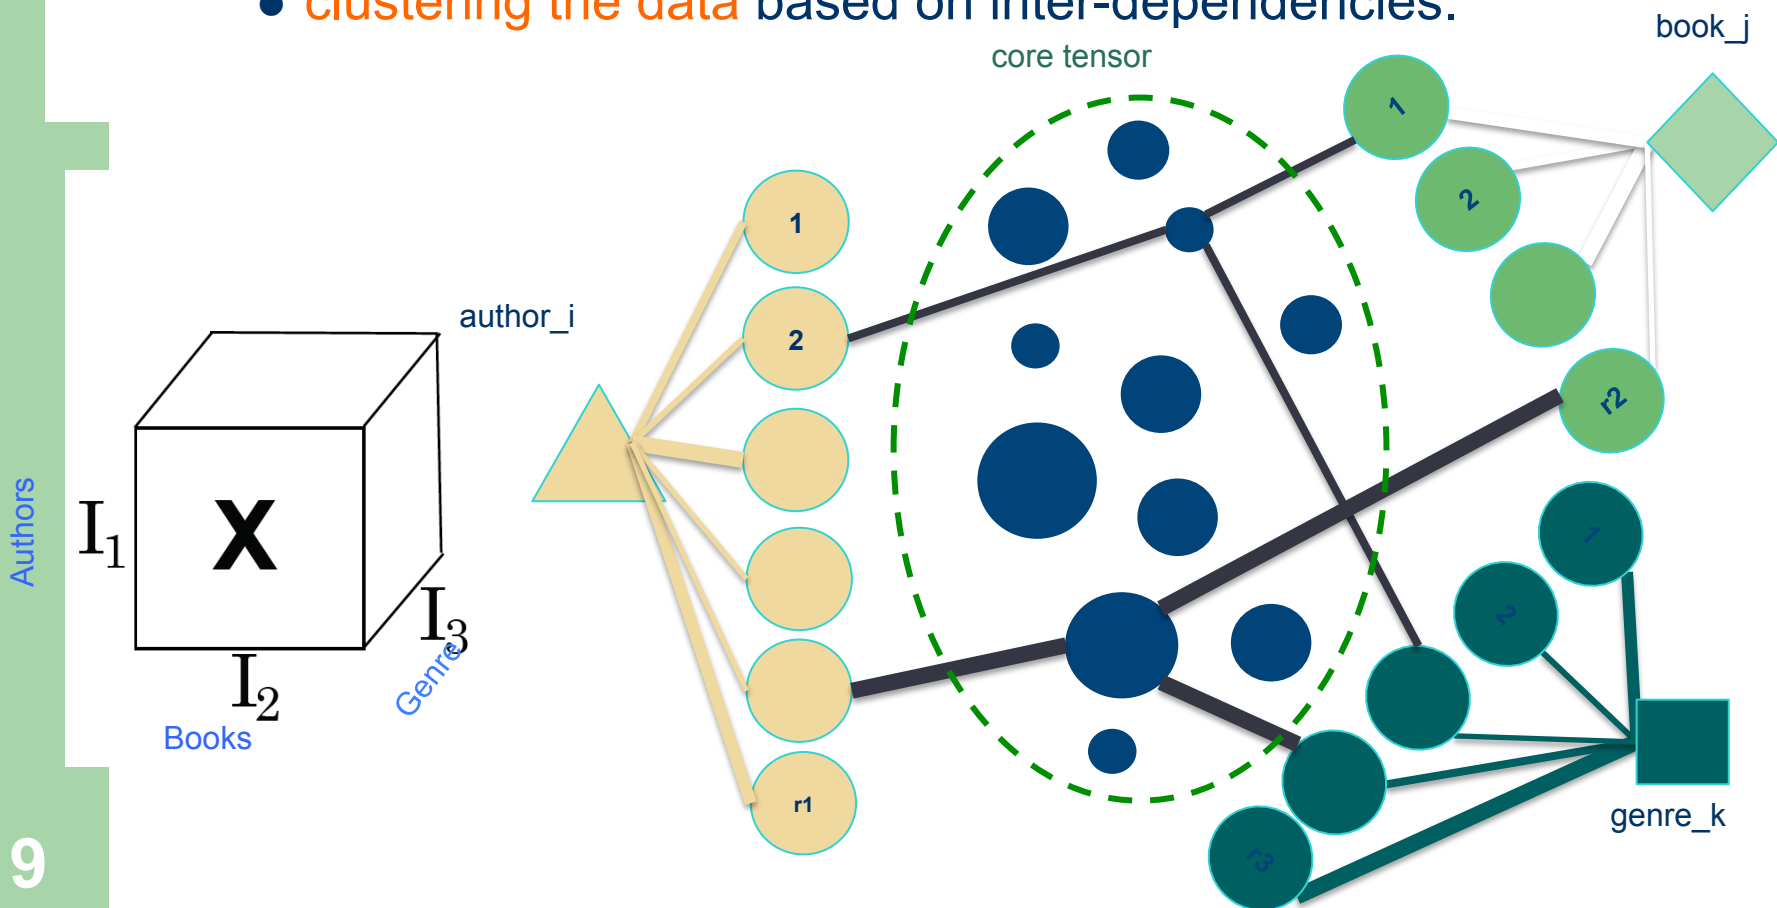 ● clustering the data based on inter-dependencies.
core tensor
book_j
author_i
1
2
r1
1
2
r2
1
2
r3
genre_k
Authors
I1
X
I2
I3
Books
Genre
9